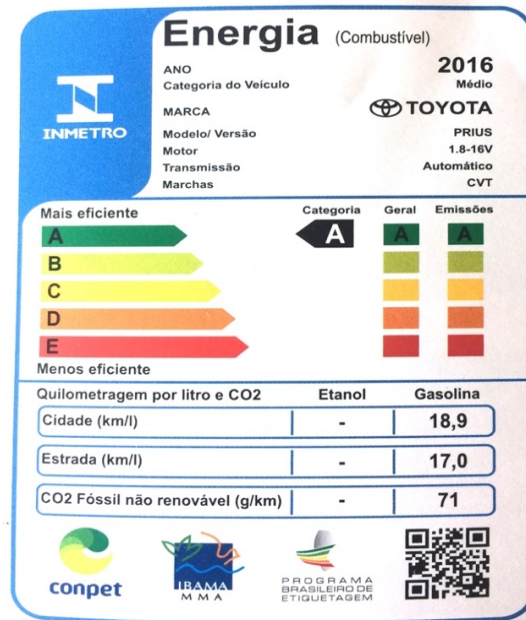 Energia (Combustível)
ANO 2016
Categoria do Veículo Médio
MARCA TOYOTA
Modelo/ Versão PRIUS
Motor 1.8-16V
Transmissão Automático
Marchas CVT
INMETRO
Mais eficiente Categoria Geral Emissões
A A A A
B
C
D
E
Menos eficiente
Quilometragem por litro e CO2 Etanol Gasolina
Cidade (km/l) - 18,9
Estrada (km/l) - 17,0
CO2 Fóssil não renovável (g/km) - 71
conpet
IBAMA
MMA
PROGRAMA
BRASILEIRO DE
ETIQUETAGEM